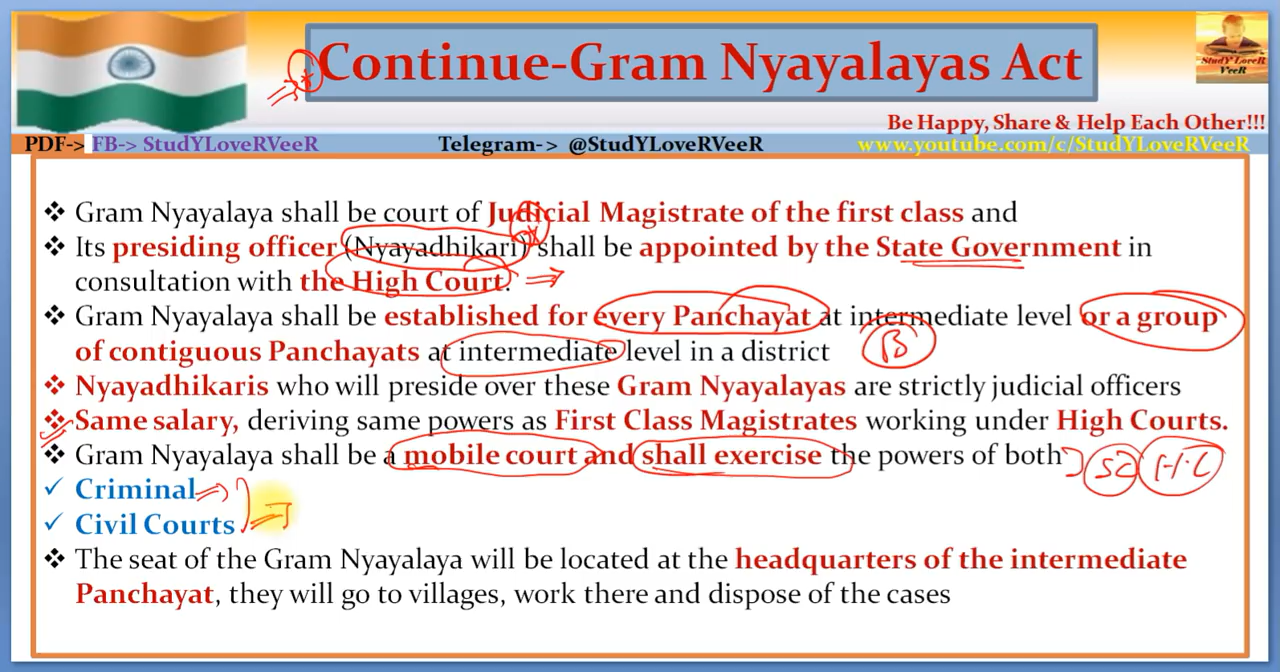 Continue-Gram Nyayalayas Act
StudY LoveR
VeeR
Be Happy, Share & Help Each Other!!!
PDF-> FB-> StudYLoveRVeeR Telegram-> @StudYLoveRVeeR www.youtube.com/c/StudYLoveRVeeR
❖ Gram Nyayalaya shall be court of Judicial Magistrate of the first class and
❖ Its presiding officer (Nyayadhikari) shall be appointed by the State Government in
consultation with the High Court.
❖ Gram Nyayalaya shall be established for every Panchayat at intermediate level or a group
of contiguous Panchayats at intermediate level in a district
B
❖ Nyayadhikaris who will preside over these Gram Nyayalayas are strictly judicial officers
❖ Same salary, deriving same powers as First Class Magistrates working under High Courts.
❖ Gram Nyayalaya shall be a mobile court and shall exercise the powers of both
SC H.C
✓ Criminal
✓ Civil Courts
❖ The seat of the Gram Nyayalaya will be located at the headquarters of the intermediate
Panchayat, they will go to villages, work there and dispose of the cases